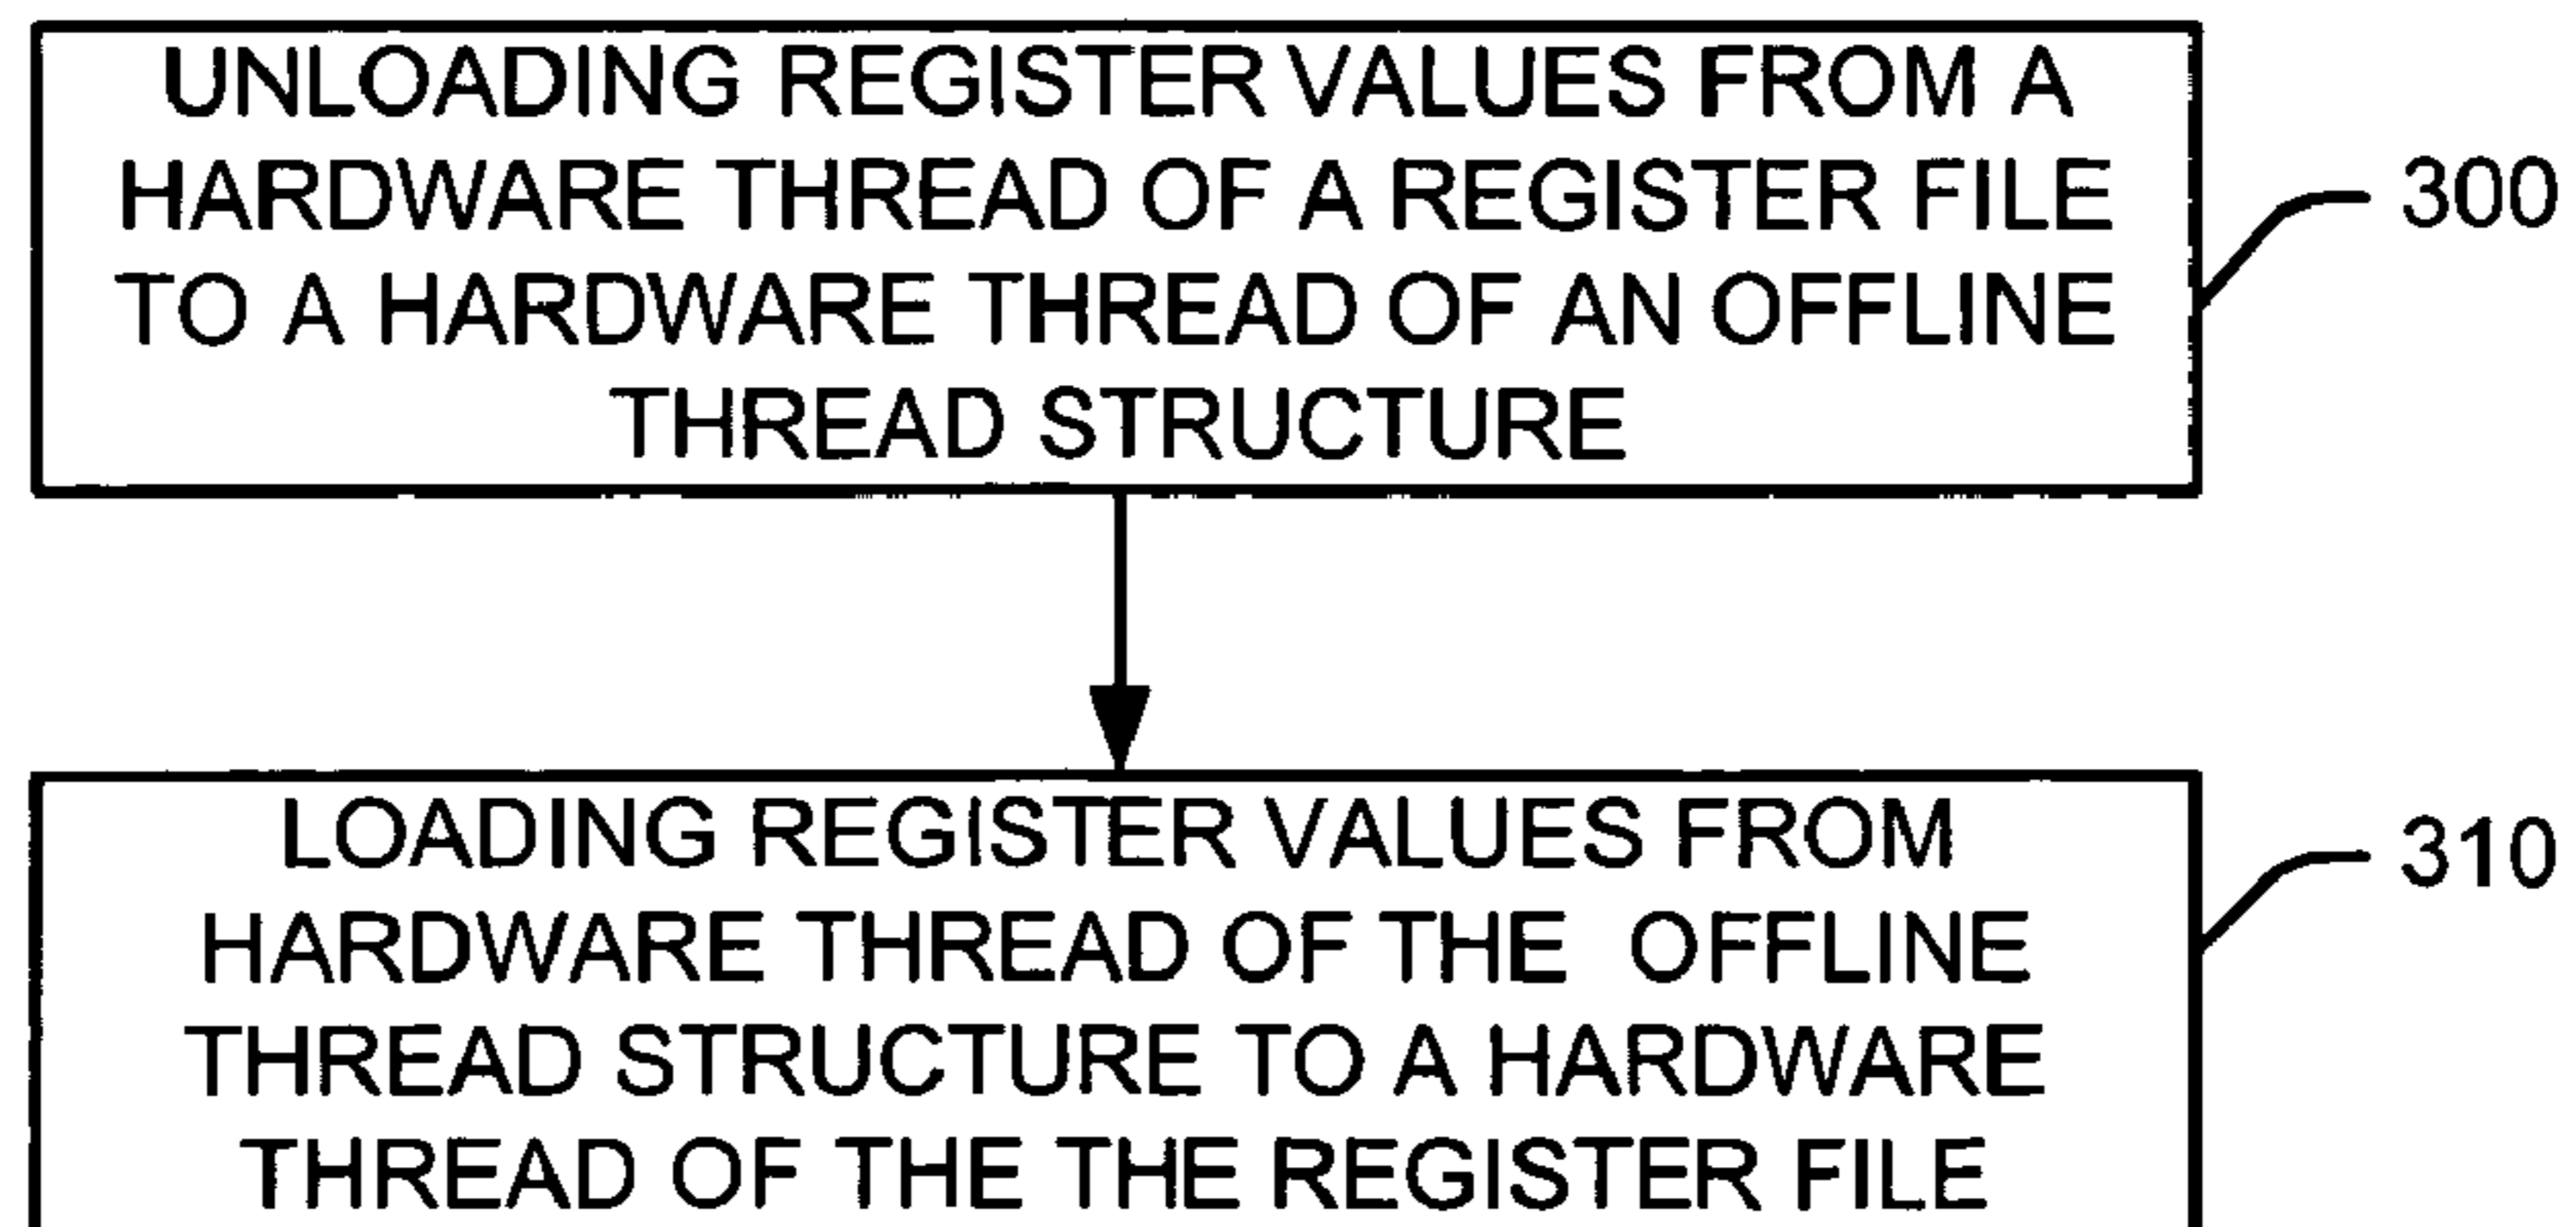 UNLOADING REGISTER VALUES FROM A
HARDWARE THREAD OF A REGISTER FILE
TO A HARDWARE THREAD OF AN OFFLINE
THREAD STRUCTURE
300
LOADING REGISTER VALUES FROM
HARDWARE THREAD OF THE OFFLINE
THREAD STRUCTURE TO A HARDWARE
THREAD OF THE THE REGISTER FILE
310